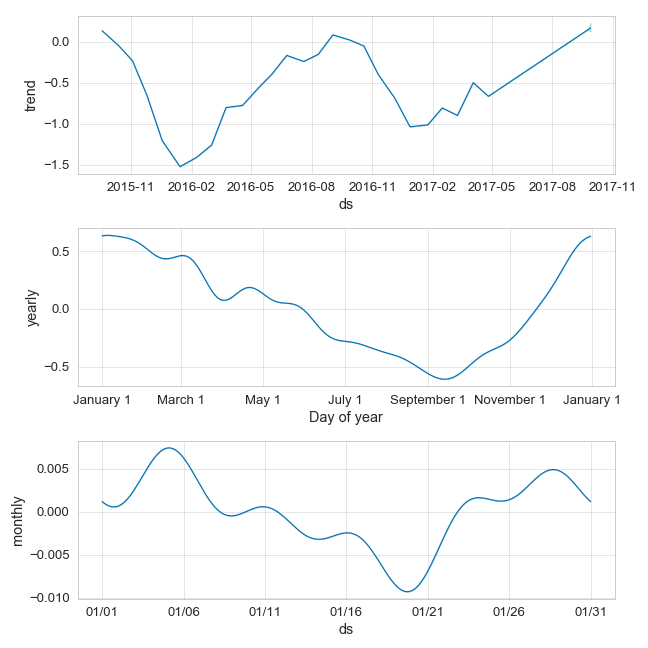 0.0
−0.5
−1.0
−1.5
trend
2015-11 2016-02 2016-05 2016-08 2016-11 2017-02 2017-05 2017-08 2017-11
ds
0.5
0.0
−0.5
yearly
January 1 March 1 May 1 July 1 September 1 November 1 January 1
Day of year
0.005
0.000
−0.005
−0.010
monthly
01/01 01/06 01/11 01/16 01/21 01/26 01/31
ds